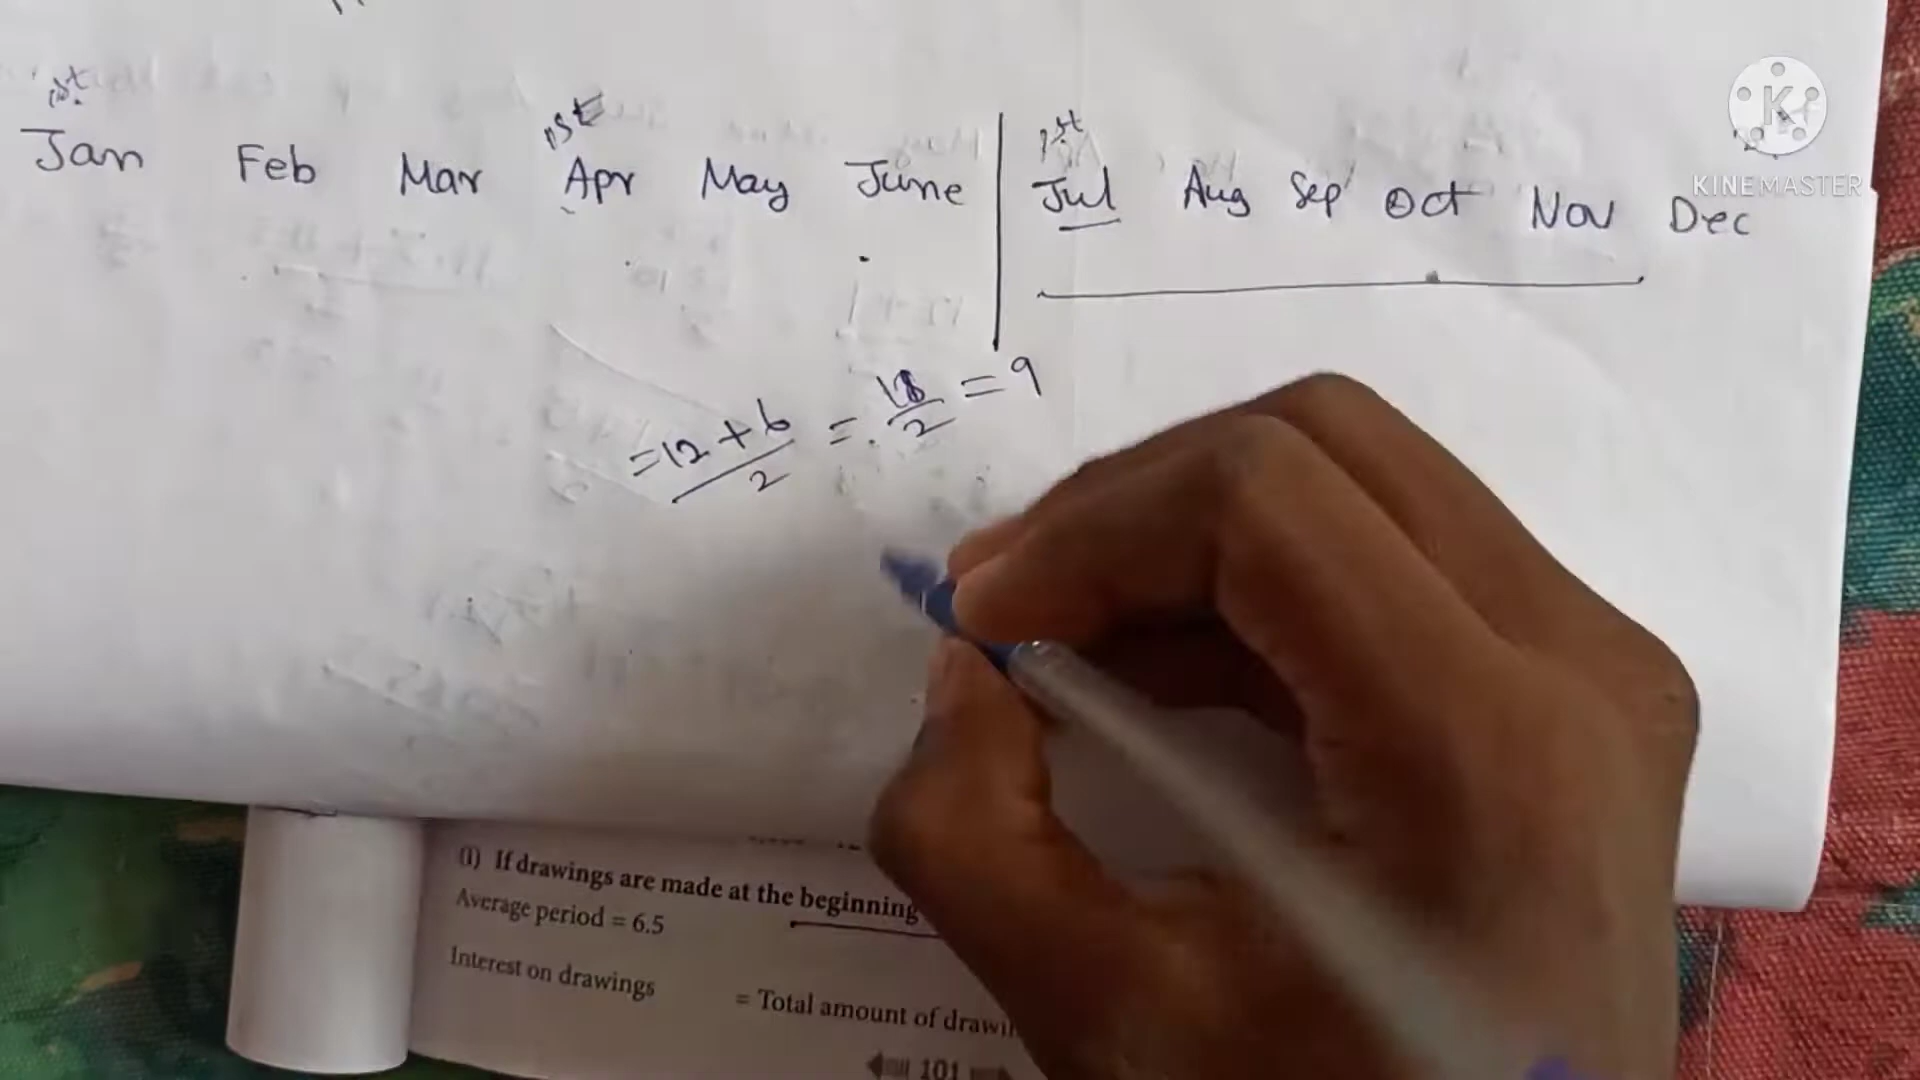 1st 1st 1st
Jan Feb Mar Apr May June Jul Aug Sep Oct Nov Dec
KINEMASTER
= 12 + 6 / 2 = 18 / 2 = 9
(i) If drawings are made at the beginning
Average period = 6.5
Interest on drawings = Total amount of drawin
101